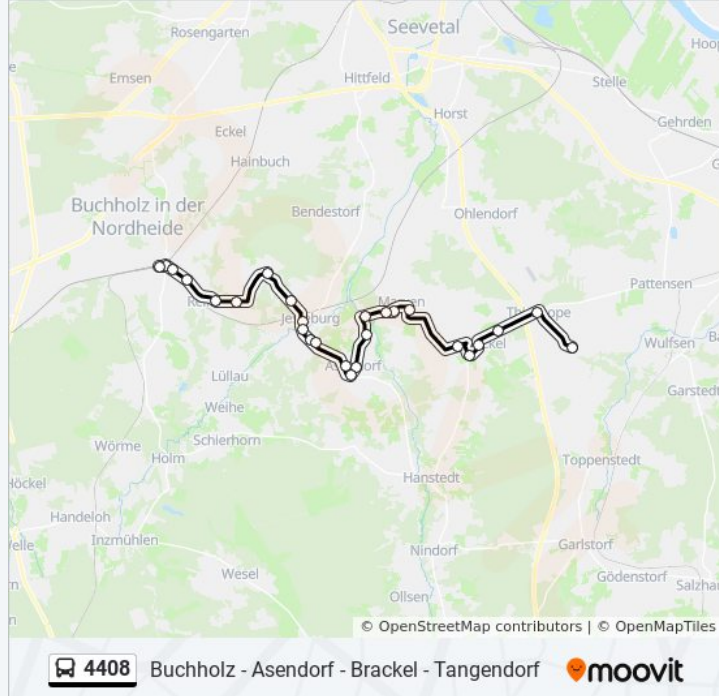 Seevetal
Rosengarten
Hoop
Emsen
Hittfeld
Stelle
Horst
Gehrden
Eckel
Hainbuch
Buchholz in der
Nordheide
Bendestorf
Ohlendorf
Pattensen
Wulfsen
Lüllau
Garstedt
Weihe
Schierhorn
Wörme
Holm
Toppenstedt
Höckel
Hanstedt
Handeloh
Inzmühlen
Garlstorf
Nindorf
Gödenstorf
Wesel
Salzha
Ollsen
© OpenStreetMap contributors | © OpenMapTiles
4408 Buchholz - Asendorf - Brackel - Tangendorf moovit